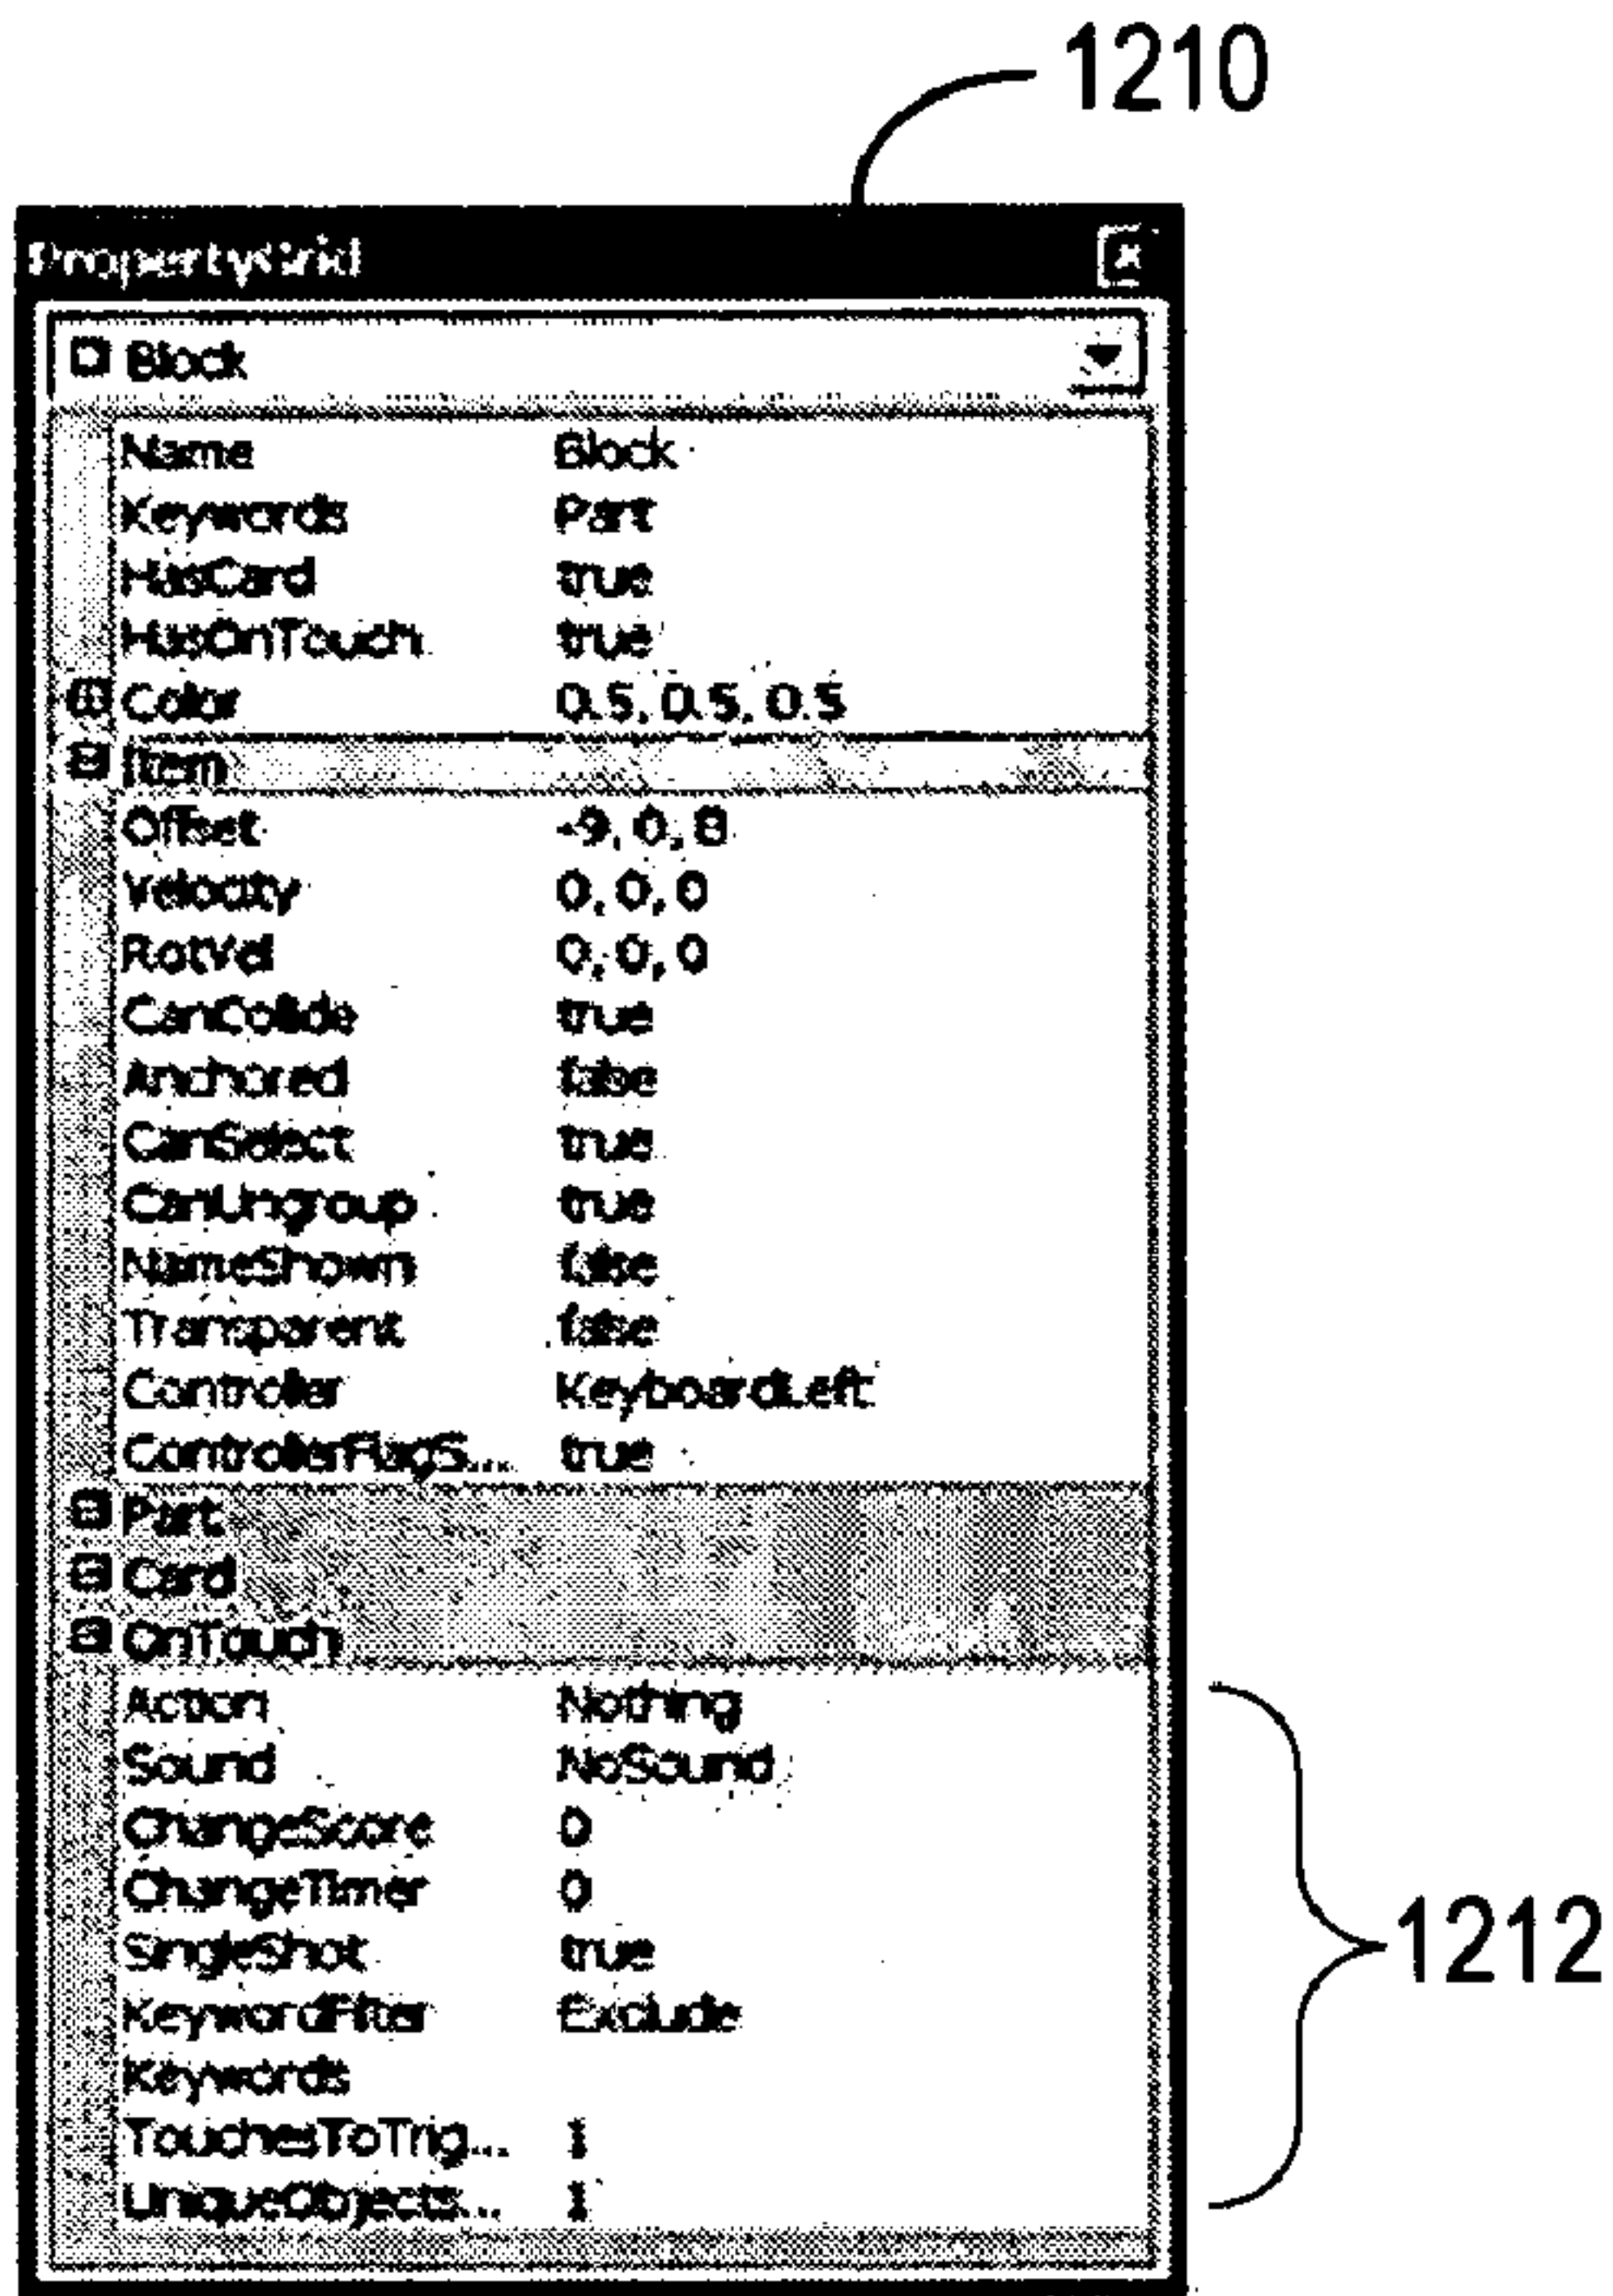 1210
PropertyGrid
Block
Name Block
Keywords Part
HasCard true
HasOnTouch true
Color 0.5, 0.5, 0.5
Item
Offset -9, 0, 8
Velocity 0, 0, 0
RotVel 0, 0, 0
CanCollide true
Anchored false
CanSelect true
CanUngroup true
NameShown false
Transparent false
Controller KeyboardLeft
ControllerFlagS... true
Part
Card
OnTouch
Action Nothing
Sound NoSound
ChangeScore 0
ChangeTimer 0
SingleShot true
KeywordFilter Exclude
Keywords
TouchesToTrig... 1
UniqueObjects... 1
1212